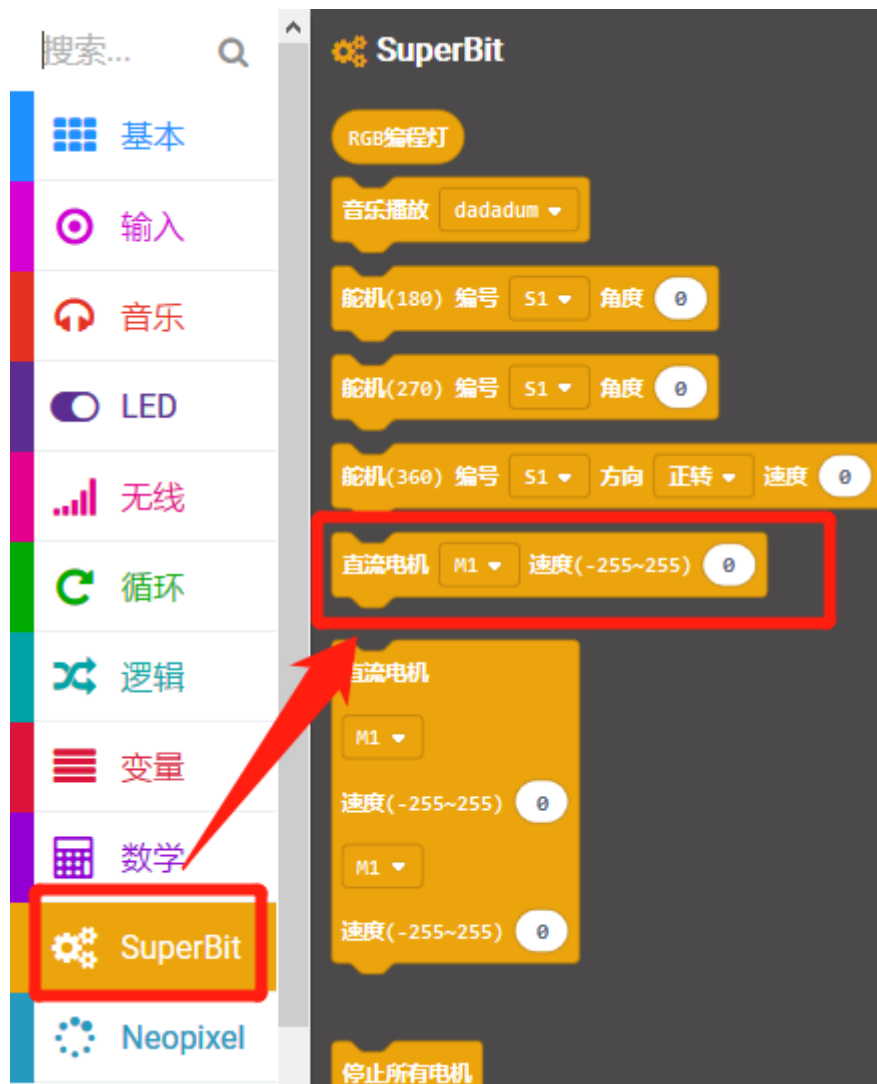 搜索...
基本
输入
音乐
LED
无线
循环
逻辑
变量
数学
SuperBit
Neopixel
SuperBit
RGB编程灯
音乐播放 dadadum
舵机(180) 编号 S1 角度 0
舵机(270) 编号 S1 角度 0
舵机(360) 编号 S1 方向 正转 速度 0
直流电机 M1 速度(-255~255) 0
直流电机
M1
速度(-255~255) 0
M1
速度(-255~255) 0
停止所有电机